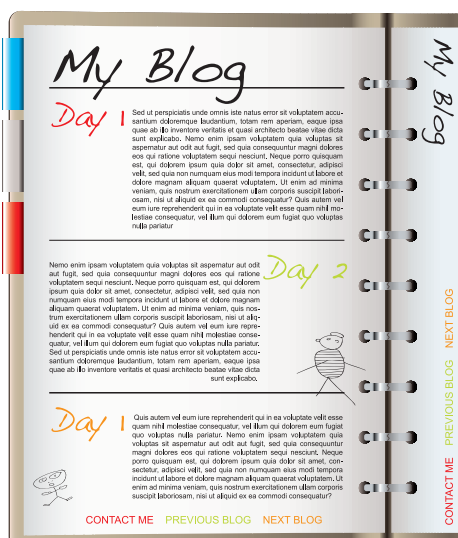 My Blog
Day 1
Sed ut perspiciatis unde omnis iste natus error sit voluptatem accu-
santium doloremque laudantium, totam rem aperiam, eaque ipsa
quae ab illo inventore veritatis et quasi architecto beatae vitae dicta
sunt explicabo. Nemo enim ipsam voluptatem quia voluptas sit
aspernatur aut odit aut fugit, sed quia consequuntur magni dolores
eos qui ratione voluptatem sequi nesciunt. Neque porro quisquam
est, qui dolorem ipsum quia dolor sit amet, consectetur, adipisci
velit, sed quia non numquam eius modi tempora incidunt ut labore et
dolore magnam aliquam quaerat voluptatem. Ut enim ad minima
veniam, quis nostrum exercitationem ullam corporis suscipit labori-
osam, nisi ut aliquid ex ea commodi consequatur? Quis autem vel
eum iure reprehenderit qui in ea voluptate velit esse quam nihil mo-
lestiae consequatur, vel illum qui dolorem eum fugiat quo voluptas
nulla pariatur
Day 2
Nemo enim ipsam voluptatem quia voluptas sit aspernatur aut odit
aut fugit, sed quia consequuntur magni dolores eos qui ratione
voluptatem sequi nesciunt. Neque porro quisquam est, qui dolorem
ipsum quia dolor sit amet, consectetur, adipisci velit, sed quia non
numquam eius modi tempora incidunt ut labore et dolore magnam
aliquam quaerat voluptatem. Ut enim ad minima veniam, quis nos-
trum exercitationem ullam corporis suscipit laboriosam, nisi ut aliq-
uid ex ea commodi consequatur? Quis autem vel eum iure repre-
henderit qui in ea voluptate velit esse quam nihil molestiae conse-
quatur, vel illum qui dolorem eum fugiat quo voluptas nulla pariatur.
Sed ut perspiciatis unde omnis iste natus error sit voluptatem accu-
santium doloremque laudantium, totam rem aperiam, eaque ipsa
quae ab illo inventore veritatis et quasi architecto beatae vitae dicta
sunt explicabo.
Day 1
Quis autem vel eum iure reprehenderit qui in ea voluptate velit esse
quam nihil molestiae consequatur, vel illum qui dolorem eum fugiat
quo voluptas nulla pariatur. Nemo enim ipsam voluptatem quia
voluptas sit aspernatur aut odit aut fugit, sed quia consequuntur
magni dolores eos qui ratione voluptatem sequi nesciunt. Neque
porro quisquam est, qui dolorem ipsum quia dolor sit amet, con-
sectetur, adipisci velit, sed quia non numquam eius modi tempora
incidunt ut labore et dolore magnam aliquam quaerat voluptatem. Ut
enim ad minima veniam, quis nostrum exercitationem ullam corporis
suscipit laboriosam, nisi ut aliquid ex ea commodi consequatur?
CONTACT ME PREVIOUS BLOG NEXT BLOG
My Blog
CONTACT ME PREVIOUS BLOG NEXT BLOG